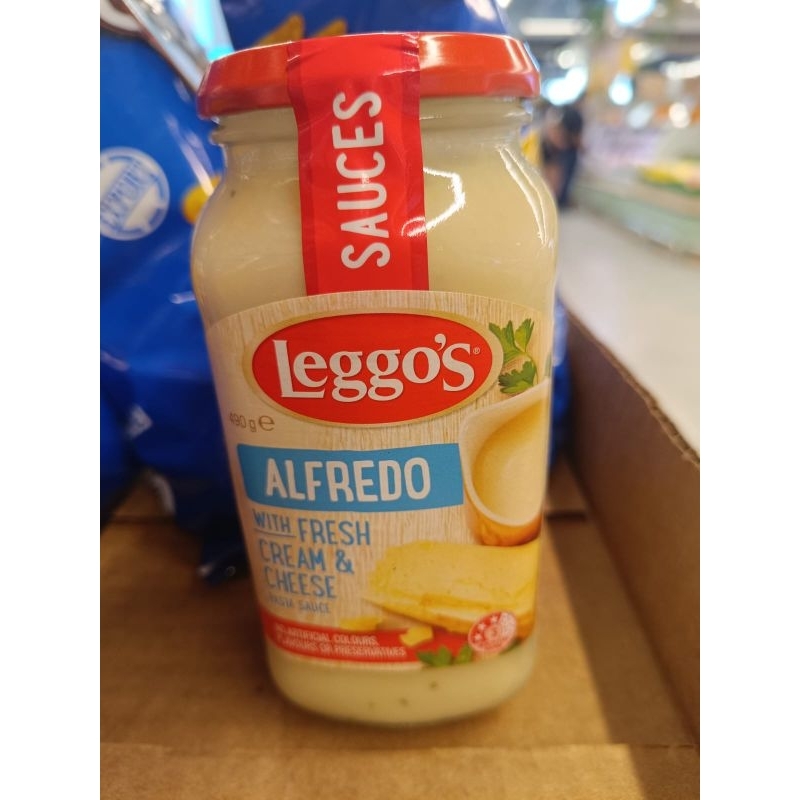 SAUCES
Leggo's®
490 g ℮
ALFREDO
WITH FRESH
CREAM &
CHEESE
PASTA SAUCE
NO ARTIFICIAL COLOURS,
FLAVOURS OR PRESERVATIVES